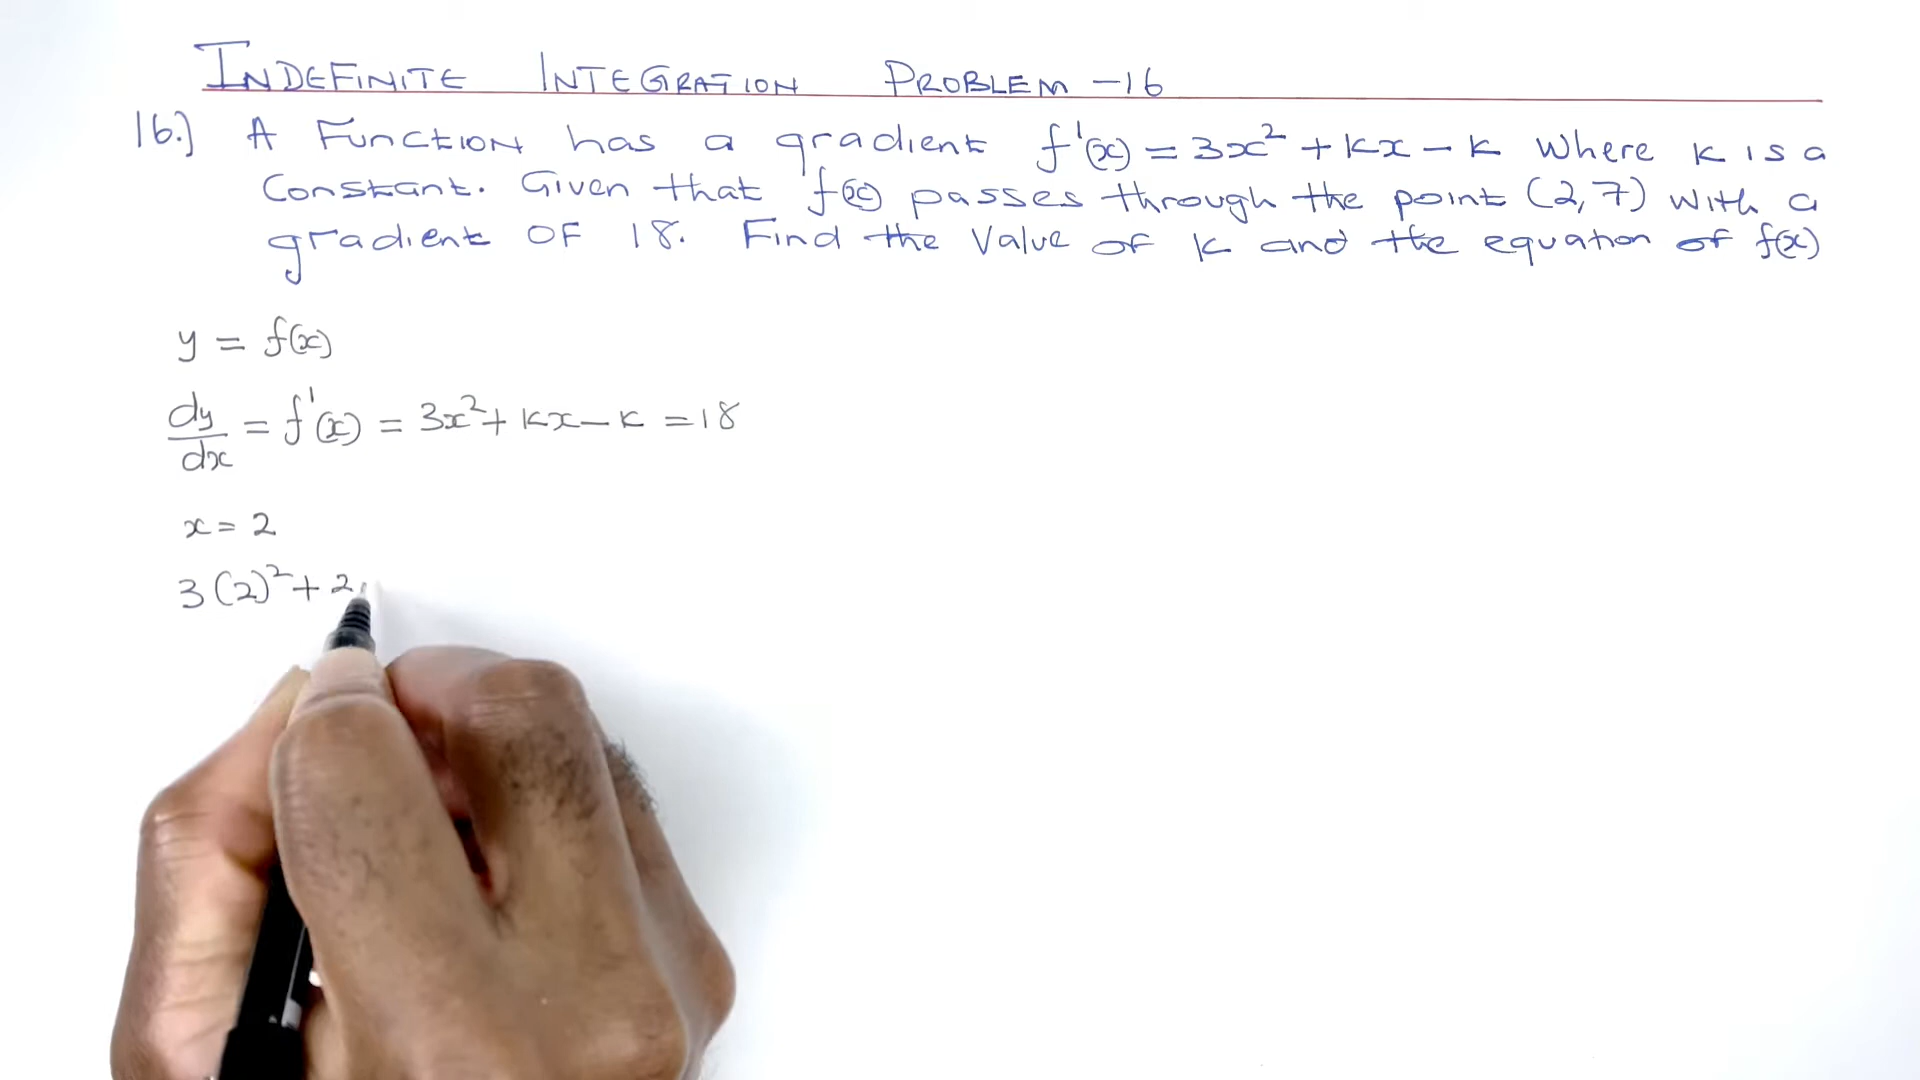 INDEFINITE INTEGRATION PROBLEM -16
16.) A Function has a gradient f'(x) = 3x² + kx - k Where k is a
Constant. Given that f(x) passes through the point (2,7) with a
gradient of 18. Find the Value of k and the equation of f(x)
y = f(x)
dy/dx = f'(x) = 3x² + kx - k = 18
x = 2
3(2)² + 2